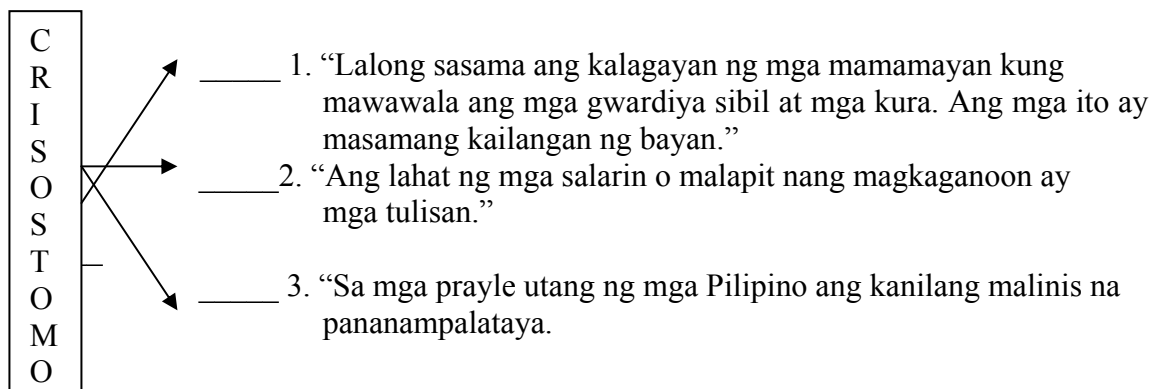 C
R
I
S
O
S
T
O
M
O
_____ 1. “Lalong sasama ang kalagayan ng mga mamamayan kung
mawawala ang mga gwardiya sibil at mga kura. Ang mga ito ay
masamang kailangan ng bayan.”
_____2. “Ang lahat ng mga salarin o malapit nang magkaganoon ay
mga tulisan.”
_____ 3. “Sa mga prayle utang ng mga Pilipino ang kanilang malinis na
pananampalataya.